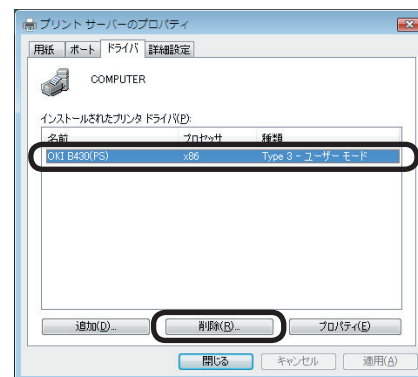 プリント サーバーのプロパティ
用紙 ポート ドライバ 詳細設定
COMPUTER
インストールされたプリンタ ドライバ(P):
名前 プロセッサ 種類
OKI B430(PS) x86 Type 3 - ユーザー モード
追加(D)... 削除(R)... プロパティ(E)
閉じる キャンセル 適用(A)